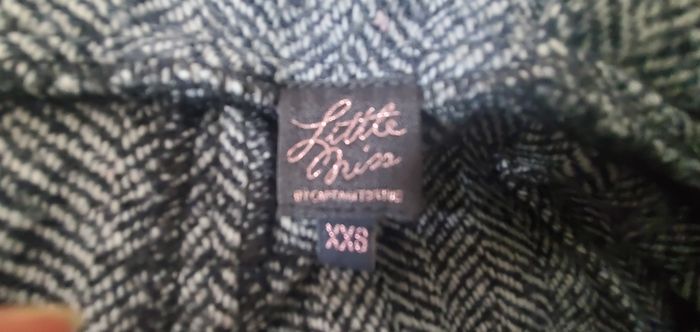 Little
Miss
BY CAPTAIN TORTUE
XXS